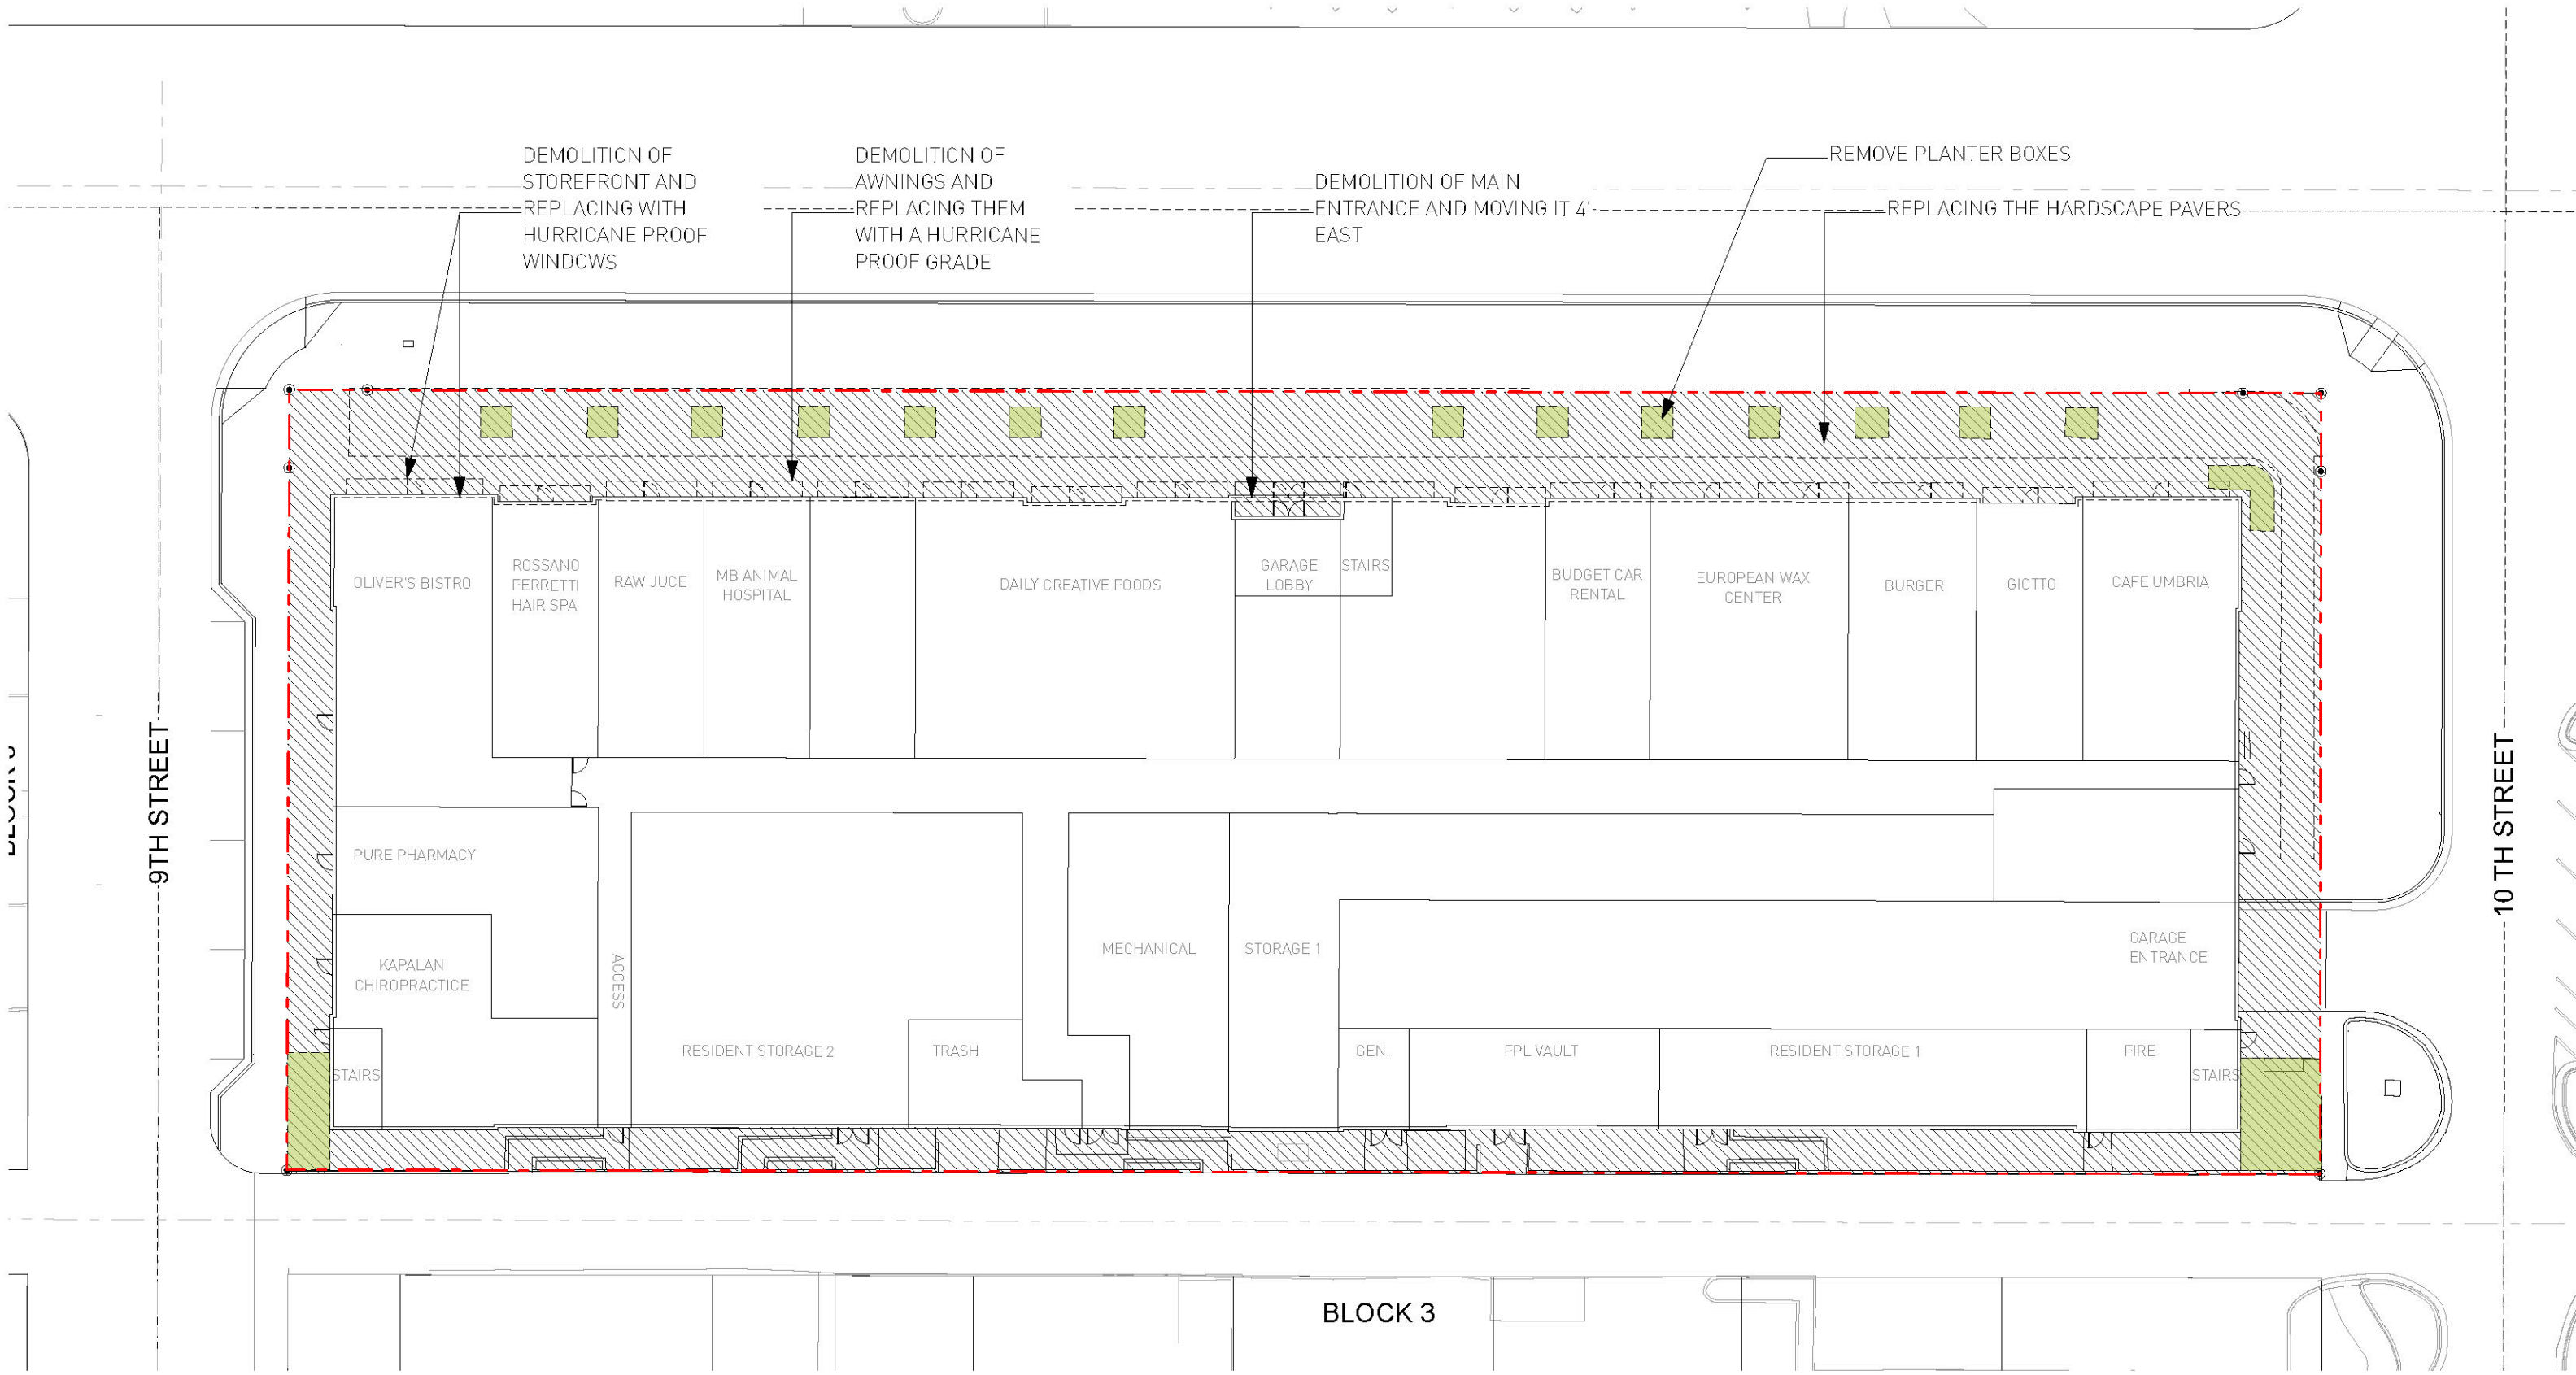 DEMOLITION OF
STOREFRONT AND
REPLACING WITH
HURRICANE PROOF
WINDOWS
DEMOLITION OF
AWNINGS AND
REPLACING THEM
WITH A HURRICANE
PROOF GRADE
DEMOLITION OF MAIN
ENTRANCE AND MOVING IT 4'
EAST
REMOVE PLANTER BOXES
REPLACING THE HARDSCAPE PAVERS
OLIVER'S BISTRO
ROSSANO
FERRETTI
HAIR SPA
RAW JUCE
MB ANIMAL
HOSPITAL
DAILY CREATIVE FOODS
GARAGE
LOBBY
STAIRS
BUDGET CAR
RENTAL
EUROPEAN WAX
CENTER
BURGER
GIOTTO
CAFE UMBRIA
9TH STREET
10 TH STREET
PURE PHARMACY
KAPALAN
CHIROPRACTICE
ACCESS
MECHANICAL
STORAGE 1
GARAGE
ENTRANCE
STAIRS
RESIDENT STORAGE 2
TRASH
GEN.
FPL VAULT
RESIDENT STORAGE 1
FIRE
STAIRS
BLOCK 3